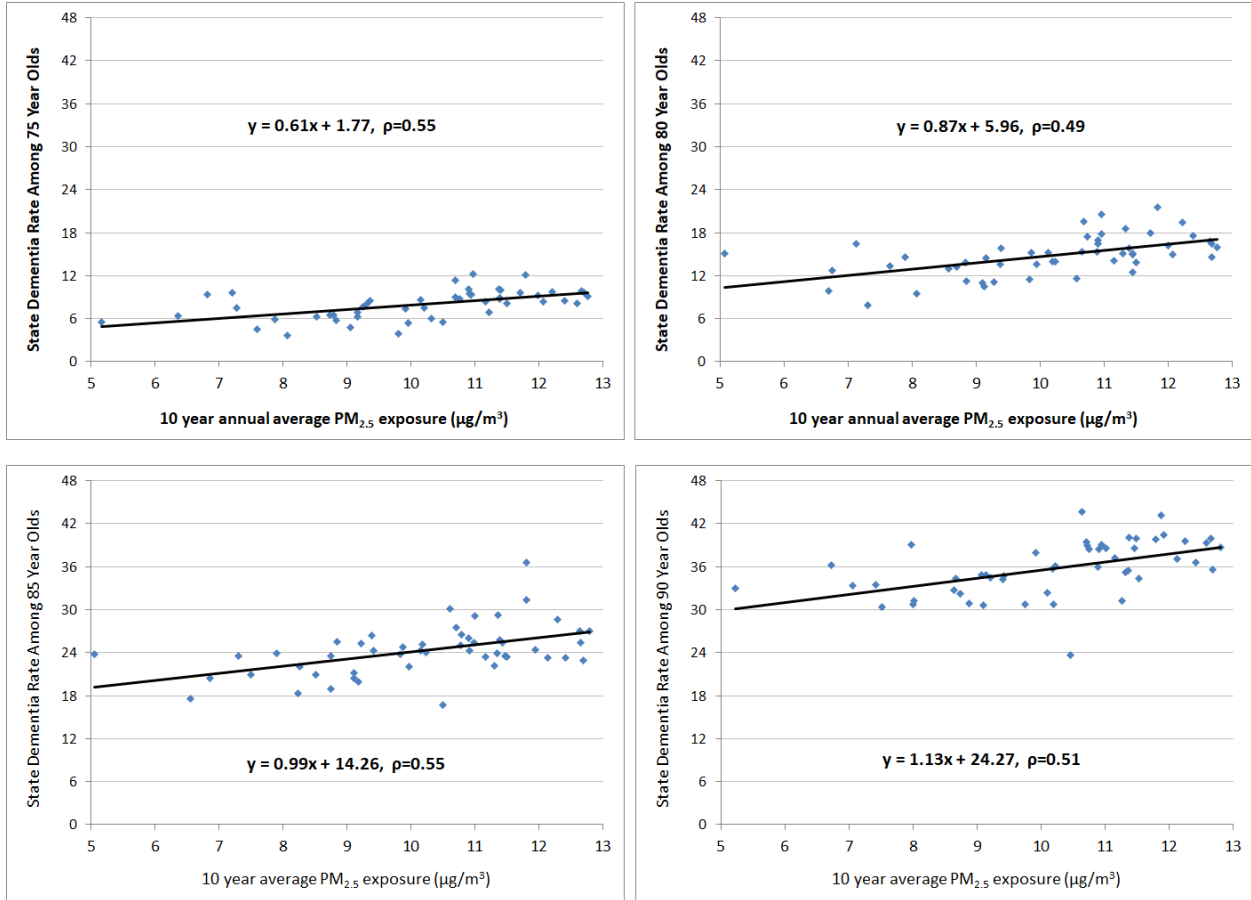 State Dementia Rate Among 75 Year Olds
48
42
36
30
24
18
12
6
0
y = 0.61x + 1.77, ρ=0.55
5 6 7 8 9 10 11 12 13
10 year annual average PM2.5 exposure (µg/m³)
State Dementia Rate Among 80 Year Olds
48
42
36
30
24
18
12
6
0
y = 0.87x + 5.96, ρ=0.49
5 6 7 8 9 10 11 12 13
10 year annual average PM2.5 exposure (µg/m³)
State Dementia Rate Among 85 Year Olds
48
42
36
30
24
18
12
6
0
y = 0.99x + 14.26, ρ=0.55
5 6 7 8 9 10 11 12 13
10 year average PM2.5 exposure (µg/m³)
State Dementia Rate Among 90 Year Olds
48
42
36
30
24
18
12
6
0
y = 1.13x + 24.27, ρ=0.51
5 6 7 8 9 10 11 12 13
10 year average PM2.5 exposure (µg/m³)